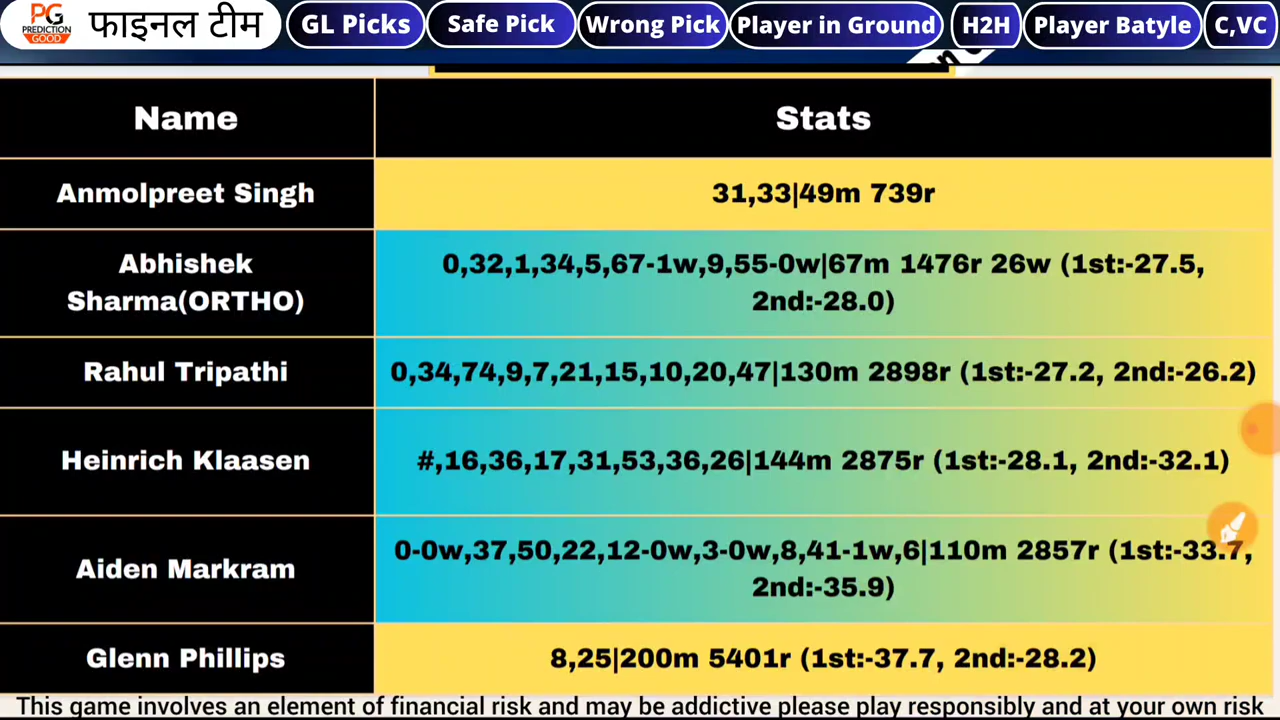 PG
PREDICTION
GOOD
फाइनल टीम
GL Picks
Safe Pick
Wrong Pick
Player in Ground
H2H
Player Batyle
C,VC
Name
Stats
Anmolpreet Singh
31,33|49m 739r
Abhishek
Sharma(ORTHO)
0,32,1,34,5,67-1w,9,55-0w|67m 1476r 26w (1st:-27.5,
2nd:-28.0)
Rahul Tripathi
0,34,74,9,7,21,15,10,20,47|130m 2898r (1st:-27.2, 2nd:-26.2)
Heinrich Klaasen
#,16,36,17,31,53,36,26|144m 2875r (1st:-28.1, 2nd:-32.1)
Aiden Markram
0-0w,37,50,22,12-0w,3-0w,8,41-1w,6|110m 2857r (1st:-33.7,
2nd:-35.9)
Glenn Phillips
8,25|200m 5401r (1st:-37.7, 2nd:-28.2)
This game involves an element of financial risk and may be addictive please play responsibly and at your own risk